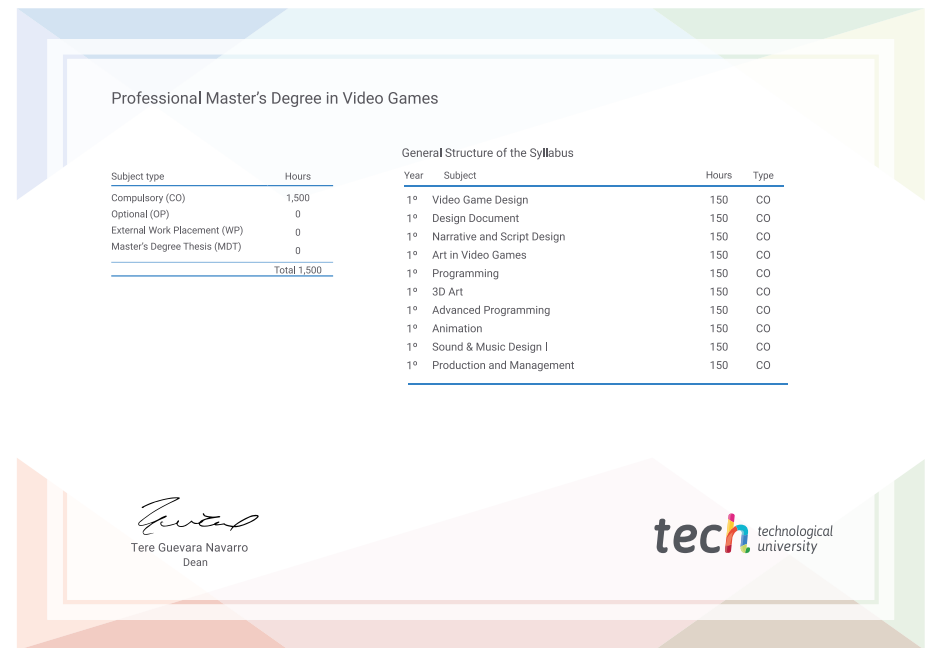 Professional Master's Degree in Video Games
Subject type Hours
Compulsory (CO) 1,500
Optional (OP) 0
External Work Placement (WP) 0
Master's Degree Thesis (MDT) 0
Total 1,500
General Structure of the Syllabus
Year Subject Hours Type
1º Video Game Design 150 CO
1º Design Document 150 CO
1º Narrative and Script Design 150 CO
1º Art in Video Games 150 CO
1º Programming 150 CO
1º 3D Art 150 CO
1º Advanced Programming 150 CO
1º Animation 150 CO
1º Sound & Music Design l 150 CO
1º Production and Management 150 CO
Tere Guevara Navarro
Dean
tech technological
university